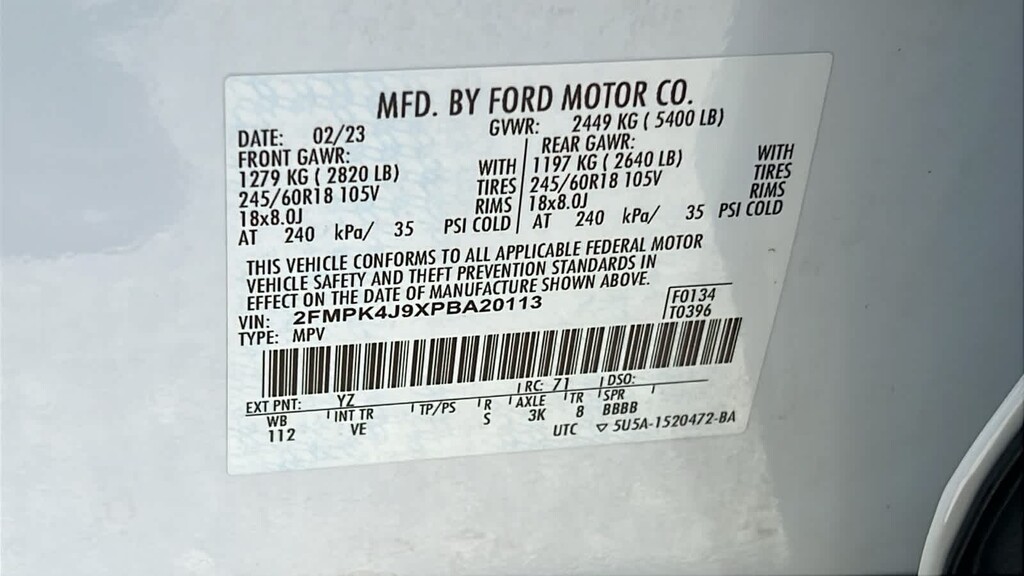 MFD. BY FORD MOTOR CO.
DATE: 02/23 GVWR: 2449 KG ( 5400 LB)
FRONT GAWR: REAR GAWR:
1279 KG ( 2820 LB) WITH 1197 KG ( 2640 LB) WITH
245/60R18 105V TIRES 245/60R18 105V TIRES
18x8.0J RIMS 18x8.0J RIMS
AT 240 kPa/ 35 PSI COLD AT 240 kPa/ 35 PSI COLD
THIS VEHICLE CONFORMS TO ALL APPLICABLE FEDERAL MOTOR
VEHICLE SAFETY AND THEFT PREVENTION STANDARDS IN
EFFECT ON THE DATE OF MANUFACTURE SHOWN ABOVE.
VIN: 2FMPK4J9XPBA20113 F0134
TYPE: MPV T0396
EXT PNT: YZ RC: 71 DSO:
WB INT TR TP/PS R AXLE TR SPR
112 VE S 3K 8 BBBB
UTC ▽ 5U5A-1520472-BA